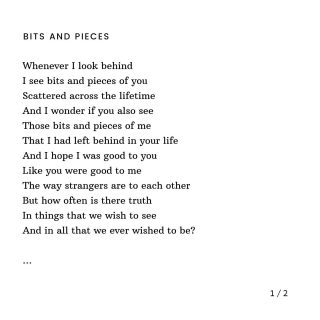 BITS AND PIECES
Whenever I look behind
I see bits and pieces of you
Scattered across the lifetime
And I wonder if you also see
Those bits and pieces of me
That I had left behind in your life
And I hope I was good to you
Like you were good to me
The way strangers are to each other
But how often is there truth
In things that we wish to see
And in all that we ever wished to be?
...
1 / 2